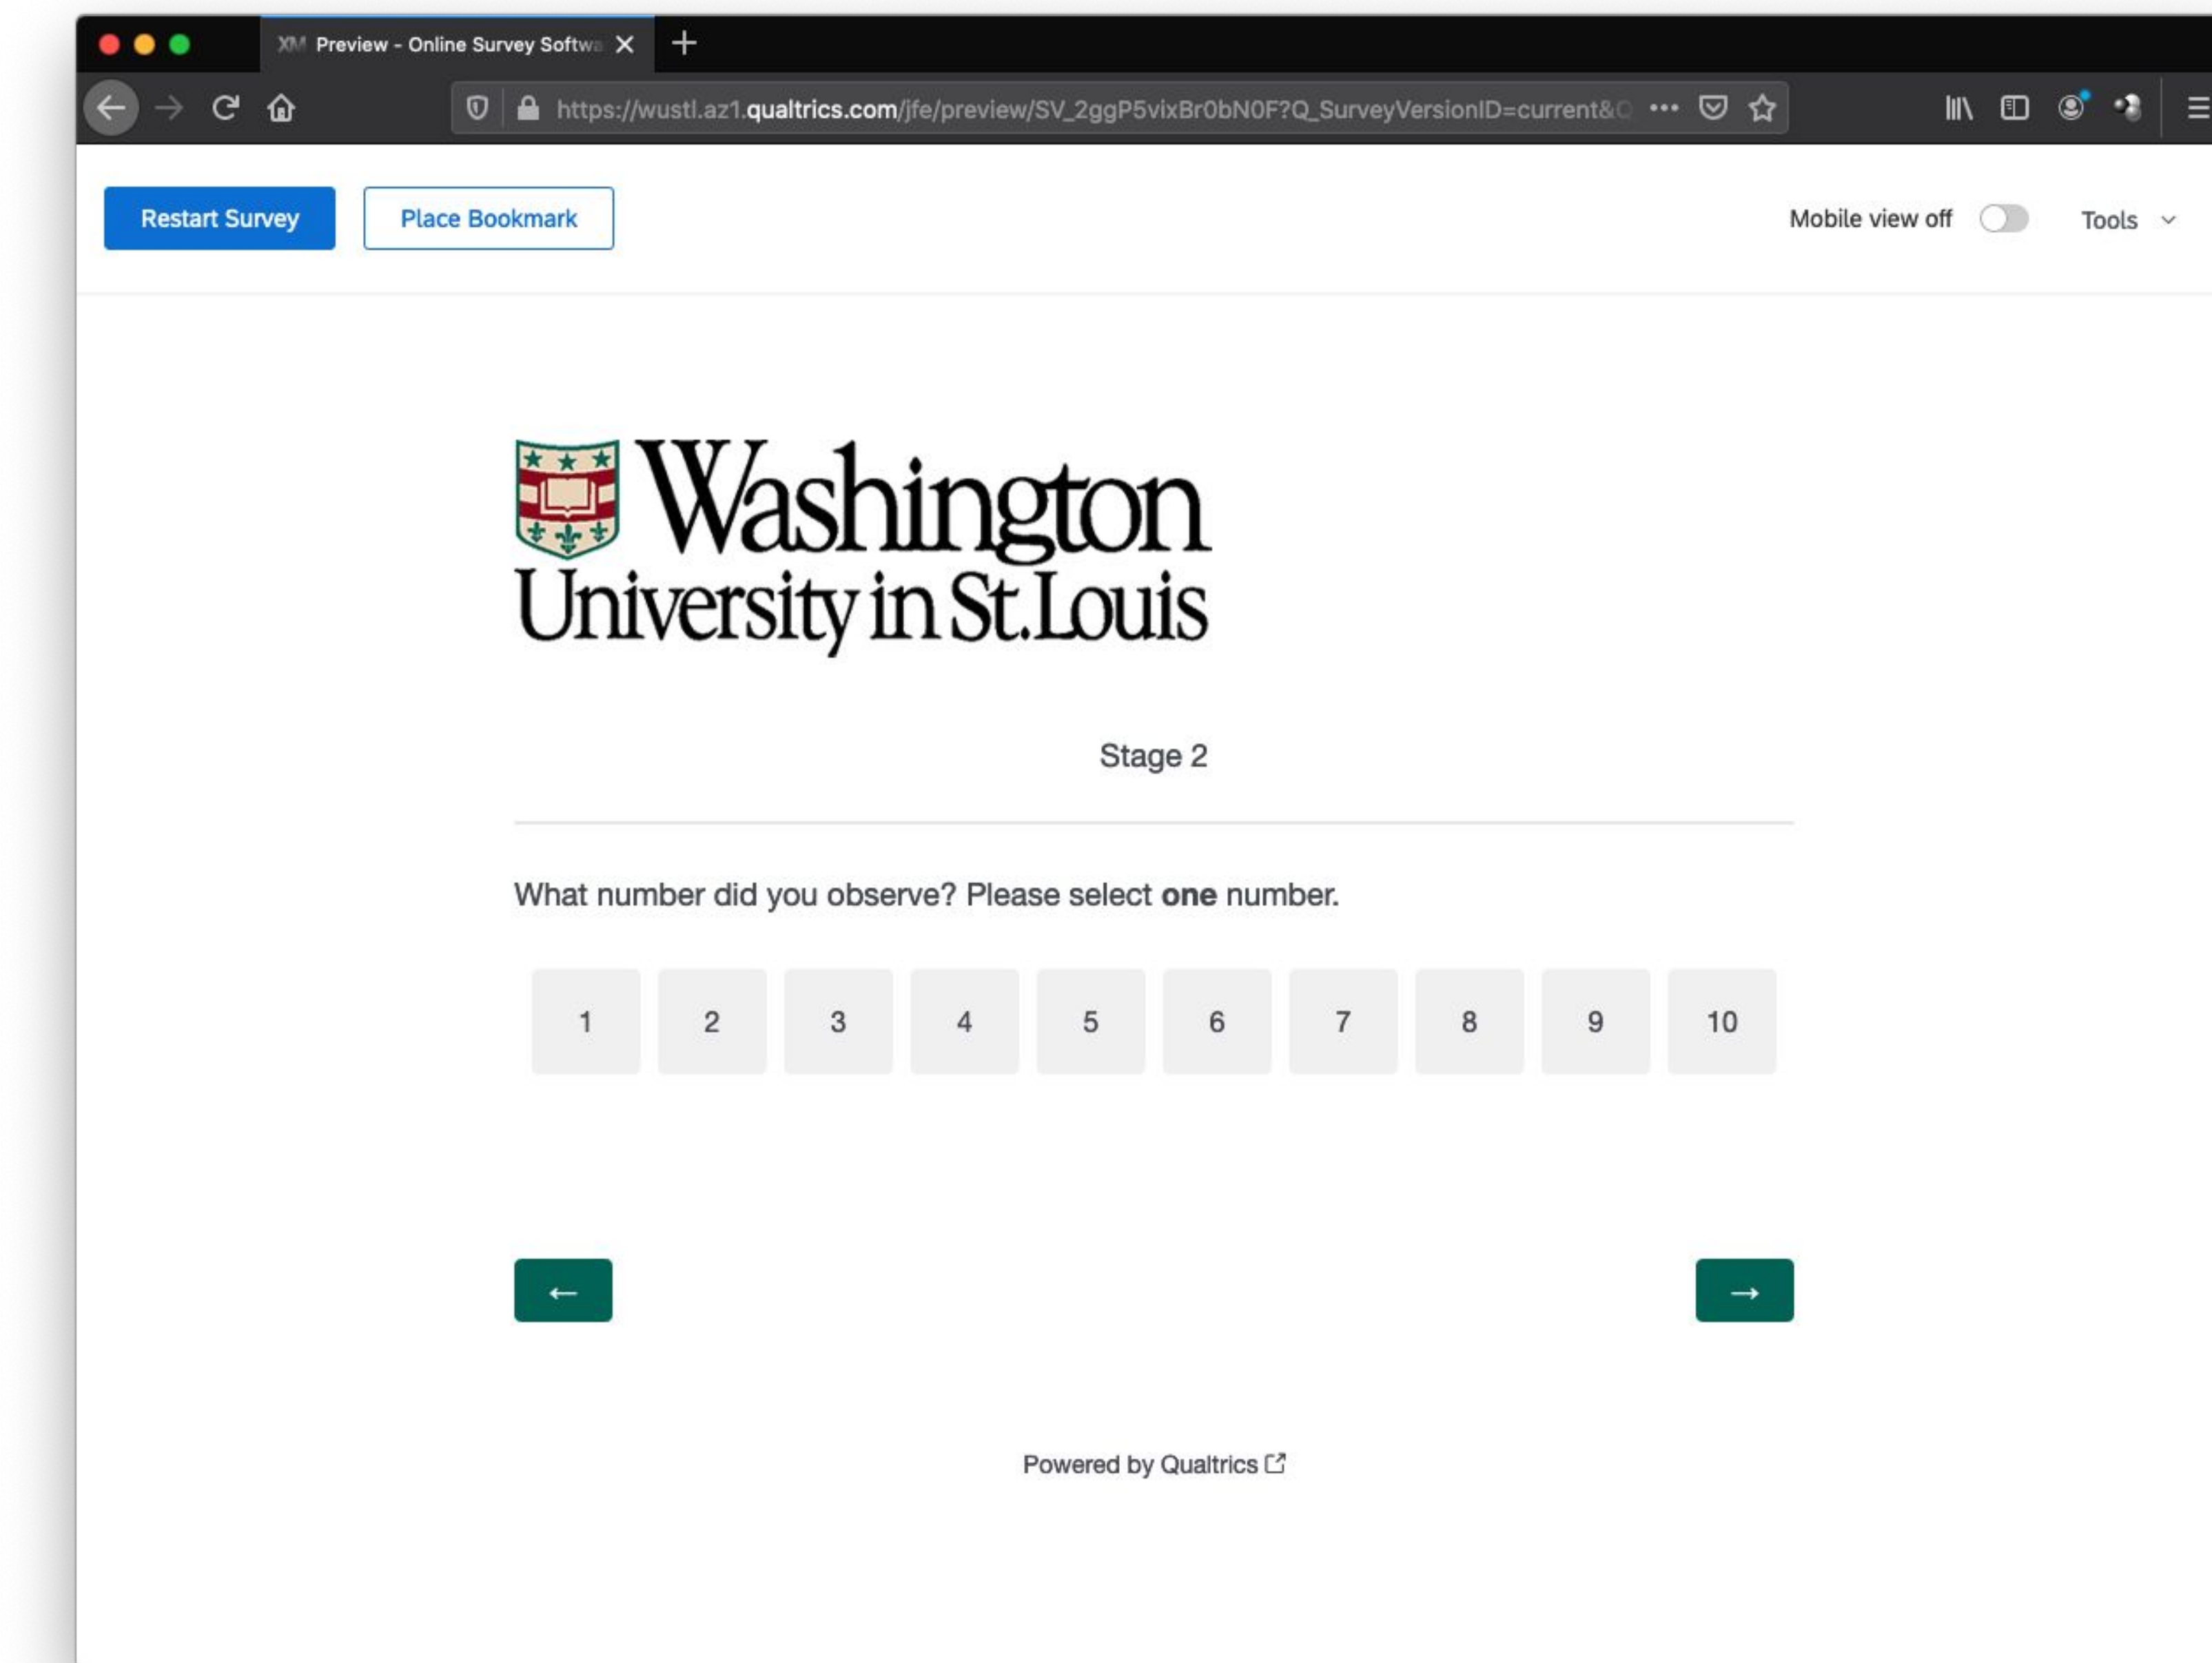 XM Preview - Online Survey Softwa
https://wustl.az1.qualtrics.com/jfe/preview/SV_2ggP5vixBr0bN0F?Q_SurveyVersionID=current&Q
Restart Survey
Place Bookmark
Mobile view off
Tools
Washington
University in St. Louis
Stage 2
What number did you observe? Please select one number.
1 2 3 4 5 6 7 8 9 10
Powered by Qualtrics